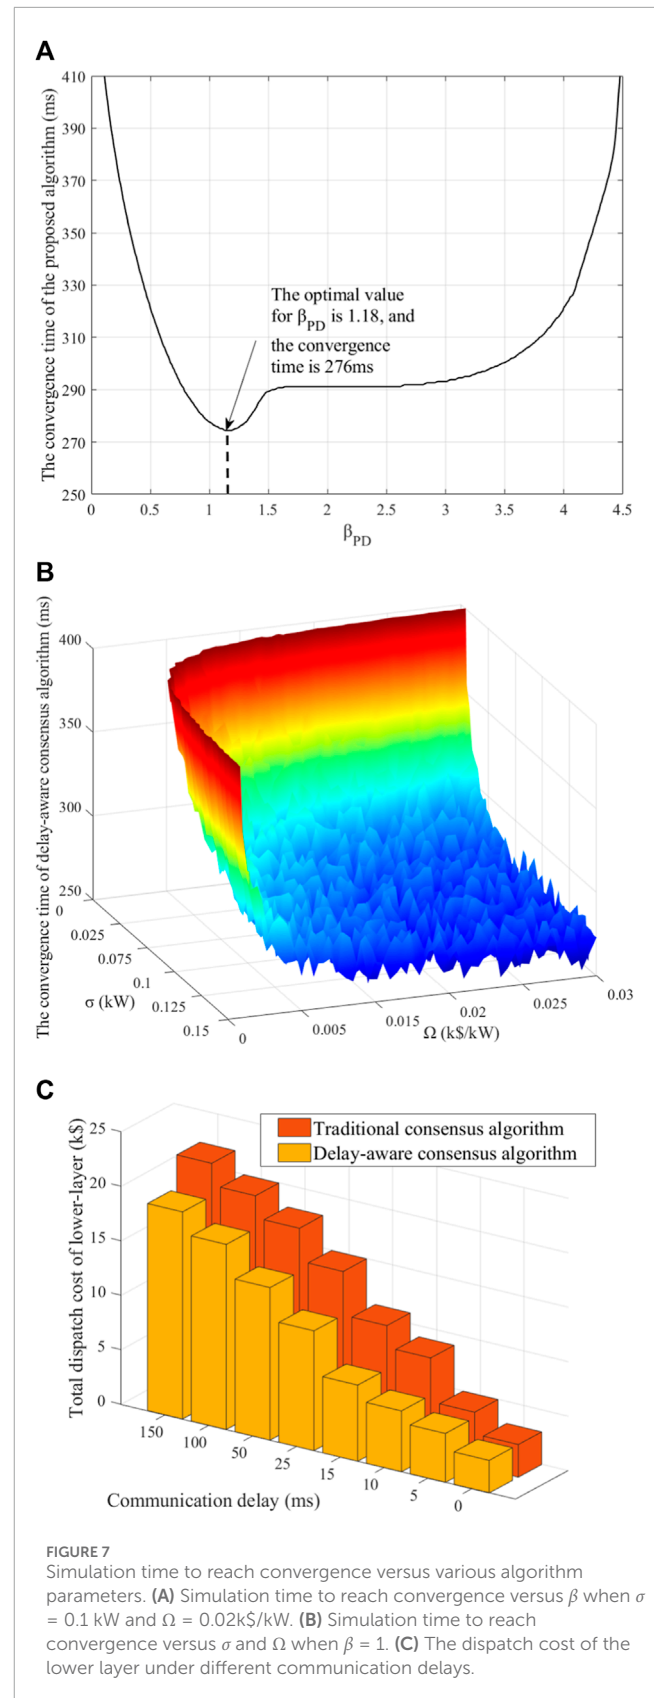 A
The convergence time of the proposed algorithm (ms)
410
390
370
350
330
310
290
270
250
The optimal value
for β_PD is 1.18, and
the convergence
time is 276ms
0 0.5 1 1.5 2 2.5 3 3.5 4 4.5
β_PD
B
The convergence time of delay-aware consensus algorithm (ms)
400
350
300
250
0
0.025
0.075
0.1
0.125
0.15
σ (kW)
0
0.005
0.015
0.02
0.025
0.03
Ω (k$/kW)
C
Traditional consensus algorithm
Delay-aware consensus algorithm
Total dispatch cost of lower-layer (k$)
25
20
15
10
5
0
150
100
50
25
15
10
5
0
Communication delay (ms)
FIGURE 7
Simulation time to reach convergence versus various algorithm
parameters. (A) Simulation time to reach convergence versus β when σ
= 0.1 kW and Ω = 0.02k$/kW. (B) Simulation time to reach
convergence versus σ and Ω when β = 1. (C) The dispatch cost of the
lower layer under different communication delays.